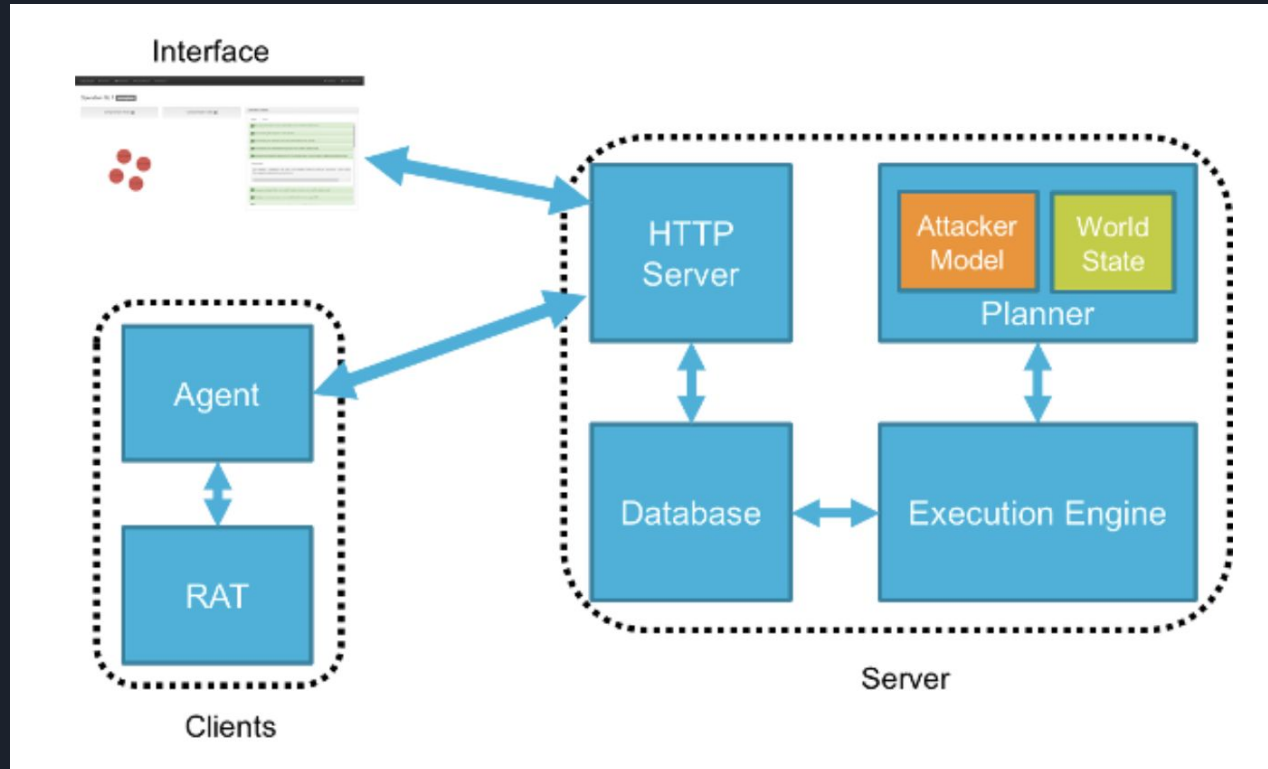 Interface
HTTP
Server
Attacker
Model
World
State
Planner
Agent
Database
Execution Engine
RAT
Server
Clients